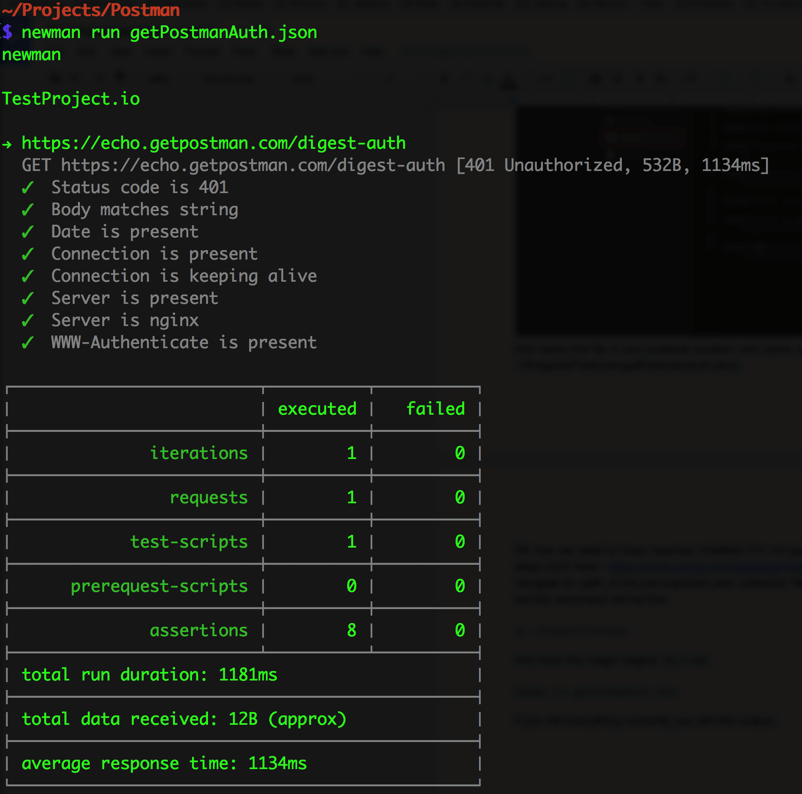 ~/Projects/Postman
$ newman run getPostmanAuth.json
newman
TestProject.io
→ https://echo.getpostman.com/digest-auth
GET https://echo.getpostman.com/digest-auth [401 Unauthorized, 532B, 1134ms]
✓ Status code is 401
✓ Body matches string
✓ Date is present
✓ Connection is present
✓ Connection is keeping alive
✓ Server is present
✓ Server is nginx
✓ WWW-Authenticate is present
executed failed
iterations 1 0
requests 1 0
test-scripts 1 0
prerequest-scripts 0 0
assertions 8 0
total run duration: 1181ms
total data received: 12B (approx)
average response time: 1134ms